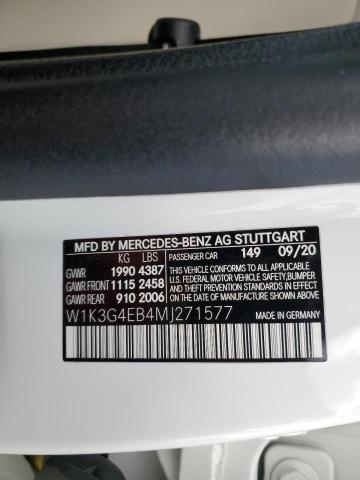 MFD BY MERCEDES-BENZ AG STUTTGART
KG LBS PASSENGER CAR 149 09/20
GVWR 1990 4387
GAWR FRONT 1115 2458
GAWR REAR 910 2006
THIS VEHICLE CONFORMS TO ALL APPLICABLE
U.S. FEDERAL MOTOR VEHICLE SAFETY, BUMPER
AND THEFT PREVENTION STANDARDS IN EFFECT
ON THE DATE OF MANUFACTURE SHOWN ABOVE.
W1K3G4EB4MJ271577
MADE IN GERMANY